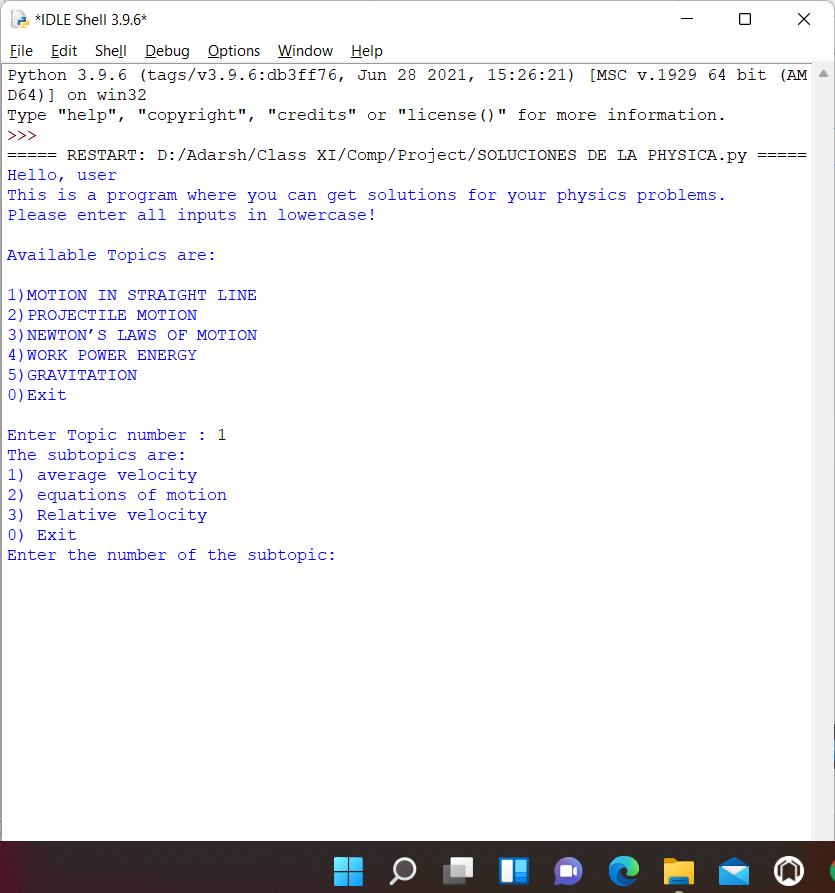 *IDLE Shell 3.9.6*
File Edit Shell Debug Options Window Help
Python 3.9.6 (tags/v3.9.6:db3ff76, Jun 28 2021, 15:26:21) [MSC v.1929 64 bit (AM
D64)] on win32
Type "help", "copyright", "credits" or "license()" for more information.
>>>
===== RESTART: D:/Adarsh/Class XI/Comp/Project/SOLUCIONES DE LA PHYSICA.py =====
Hello, user
This is a program where you can get solutions for your physics problems.
Please enter all inputs in lowercase!
Available Topics are:
1)MOTION IN STRAIGHT LINE
2)PROJECTILE MOTION
3)NEWTON’S LAWS OF MOTION
4)WORK POWER ENERGY
5)GRAVITATION
0)Exit
Enter Topic number : 1
The subtopics are:
1) average velocity
2) equations of motion
3) Relative velocity
0) Exit
Enter the number of the subtopic: